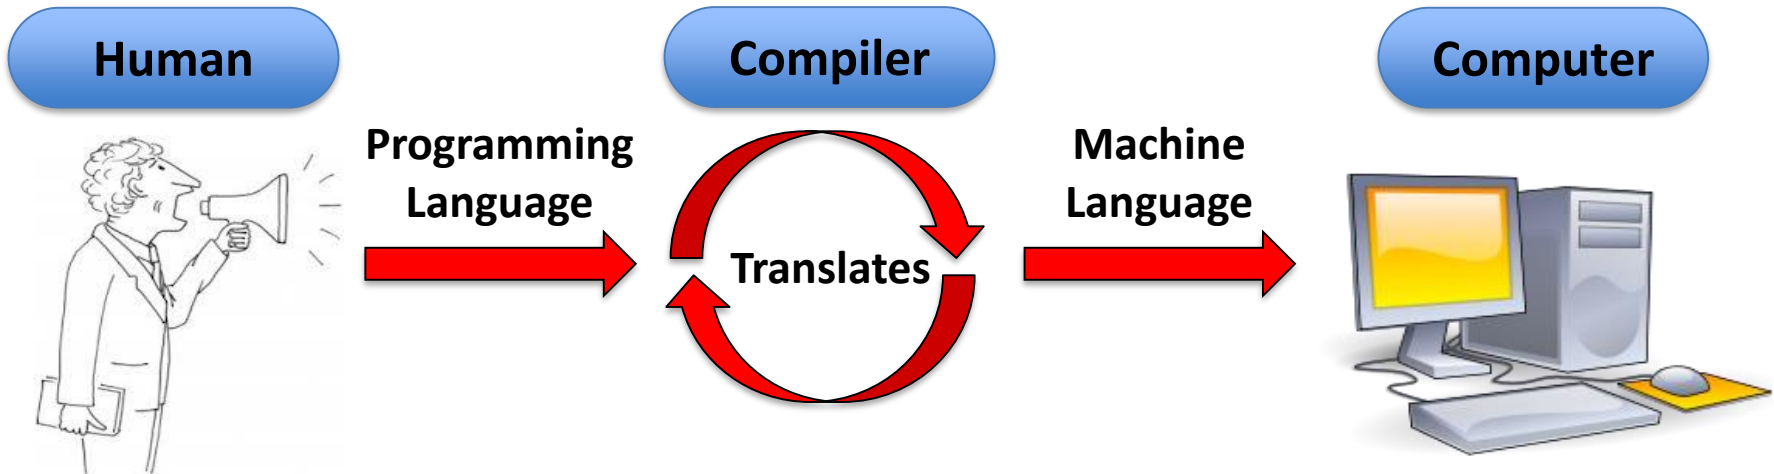 Human
Compiler
Computer
Programming
Language
Translates
Machine
Language